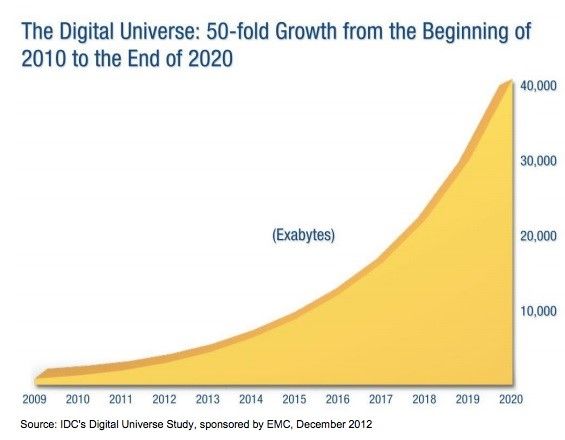 The Digital Universe: 50-fold Growth from the Beginning of
2010 to the End of 2020
40,000
30,000
(Exabytes)
20,000
10,000
2009 2010 2011 2012 2013 2014 2015 2016 2017 2018 2019 2020
Source: IDC's Digital Universe Study, sponsored by EMC, December 2012